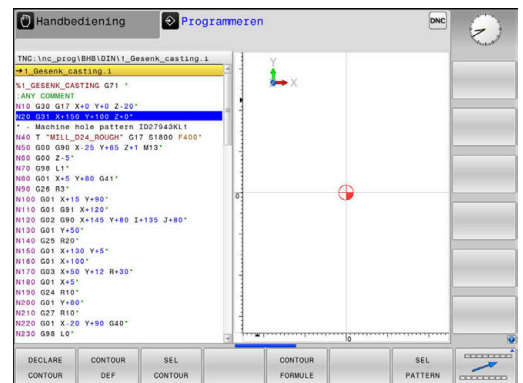 Handbediening
Programmeren
DNC
TNC:\nc_prog\BHB\DIN\1_Gesenk_casting.i
→1_Gesenk_casting.i
%1_GESENK_CASTING G71 *
;ANY COMMENT
N10 G30 G17 X+0 Y+0 Z-20*
N20 G31 X+150 Y+100 Z+0*
* - Machine hole pattern ID27943KL1
N40 T "MILL_D24_ROUGH" G17 S1800 F400*
N50 G00 G90 X-25 Y+65 Z+1 M13*
N60 G00 Z-5*
N70 G98 L1*
N80 G01 X+5 Y+80 G41*
N90 G26 R3*
N100 G01 X+15 Y+90*
N110 G01 G91 X+120*
N120 G02 G90 X+145 Y+80 I+135 J+80*
N130 G01 Y+50*
N140 G25 R20*
N150 G01 X+130 Y+5*
N160 G01 X+100*
N170 G03 X+50 Y+12 R+30*
N180 G01 X+5*
N190 G24 R10*
N200 G01 Y+80*
N210 G27 R10*
N220 G01 X-20 Y+90 G40*
N230 G98 L0*
Y
X
0
0
DECLARE CONTOUR
CONTOUR DEF
SEL CONTOUR
CONTOUR FORMULE
SEL PATTERN